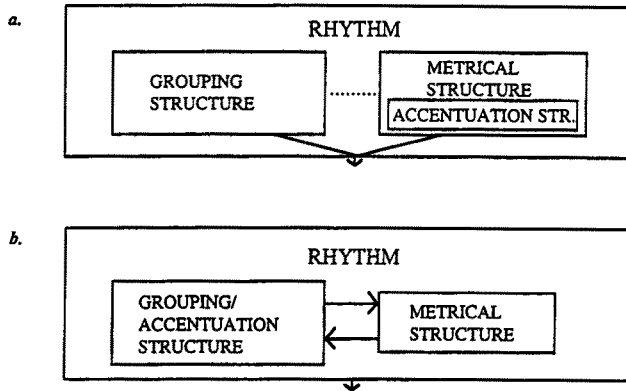 a.
RHYTHM
GROUPING
STRUCTURE
METRICAL
STRUCTURE
ACCENTUATION STR.
b.
RHYTHM
GROUPING/
ACCENTUATION
STRUCTURE
METRICAL
STRUCTURE